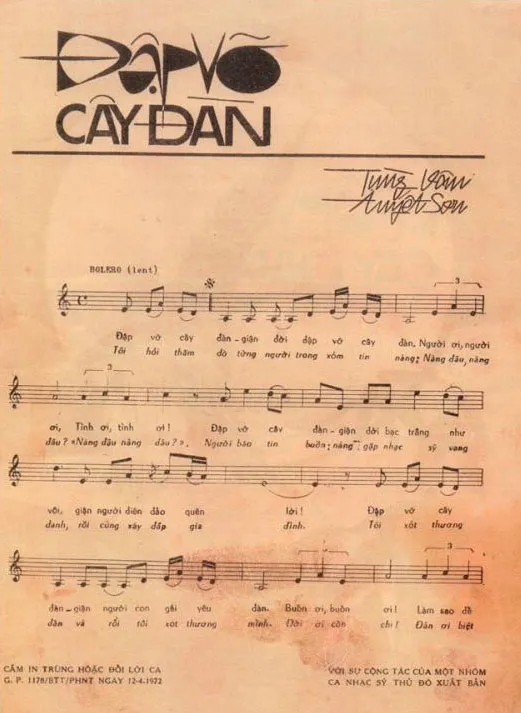 ĐẬP VỠ
CÂY ĐÀN
Tùng Vân
Tuyết Sơn
BOLERO (lent)
3
Đập vỡ cây đàn-giận đời đập vỡ cây đàn. Người ơi, người
Tôi hỏi thăm dò từng người trong xóm tin nàng; Nàng đâu, nàng
3
ơi, Tình ơi, tình ơi! Đập vỡ cây đàn-giận đời bạc trắng như
đâu? «Nàng đâu nàng đâu?», Người báo tin buồn; nàng gặp nhạc sỹ vang
vôi, giận người điên đảo quên lời! Đập vỡ cây
danh, rồi cùng xây đắp gia đình. Tôi xót thương
3 3
đàn-giận người con gái yêu đàn. Buồn ơi, buồn ơi! Làm sao để
đàn và rồi tôi xót thương mình. Đời ơi còn chi! Đàn ơi biệt
CẤM IN TRÙNG HOẶC ĐỔI LỜI CA
G. P. 1178/BTT/PHNT NGÀY 12-4-1972
VỚI SỰ CỘNG TÁC CỦA MỘT NHÓM
CA NHẠC SỸ THỦ ĐÔ XUẤT BẢN